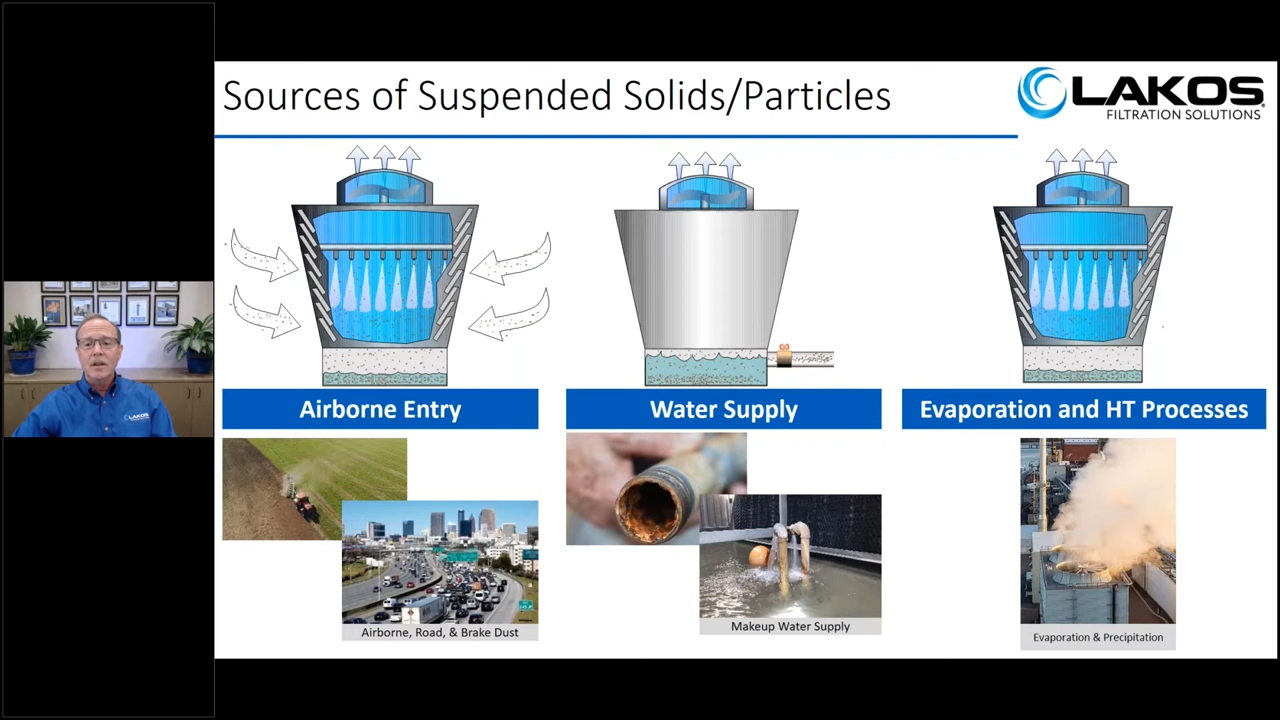 Sources of Suspended Solids/Particles
LAKOS
FILTRATION SOLUTIONS
Airborne Entry
Water Supply
Evaporation and HT Processes
LAKOS
Airborne, Road, & Brake Dust
Makeup Water Supply
Evaporation & Precipitation